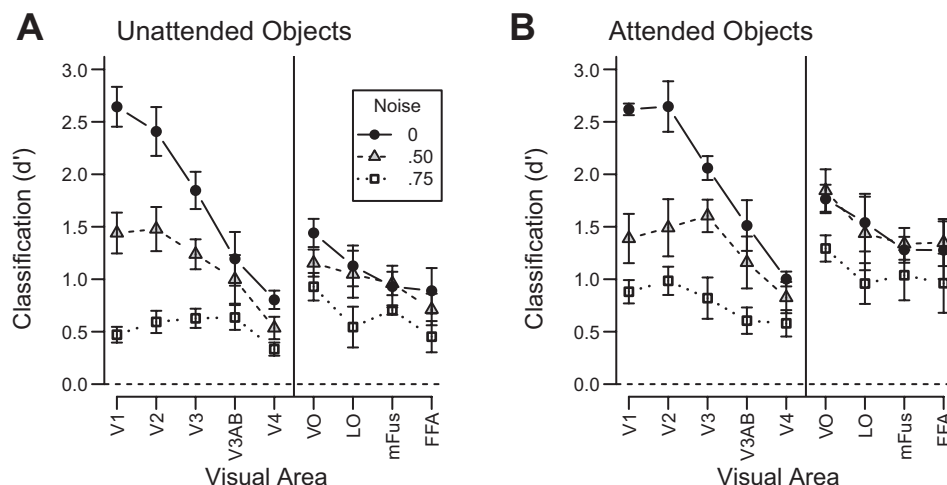 A Unattended Objects
3.0
2.5
2.0
1.5
1.0
0.5
0.0
Classification (d')
Noise
0
.50
.75
V1
V2
V3
V3AB
V4
VO
LO
mFus
FFA
Visual Area
B Attended Objects
3.0
2.5
2.0
1.5
1.0
0.5
0.0
Classification (d')
V1
V2
V3
V3AB
V4
VO
LO
mFus
FFA
Visual Area